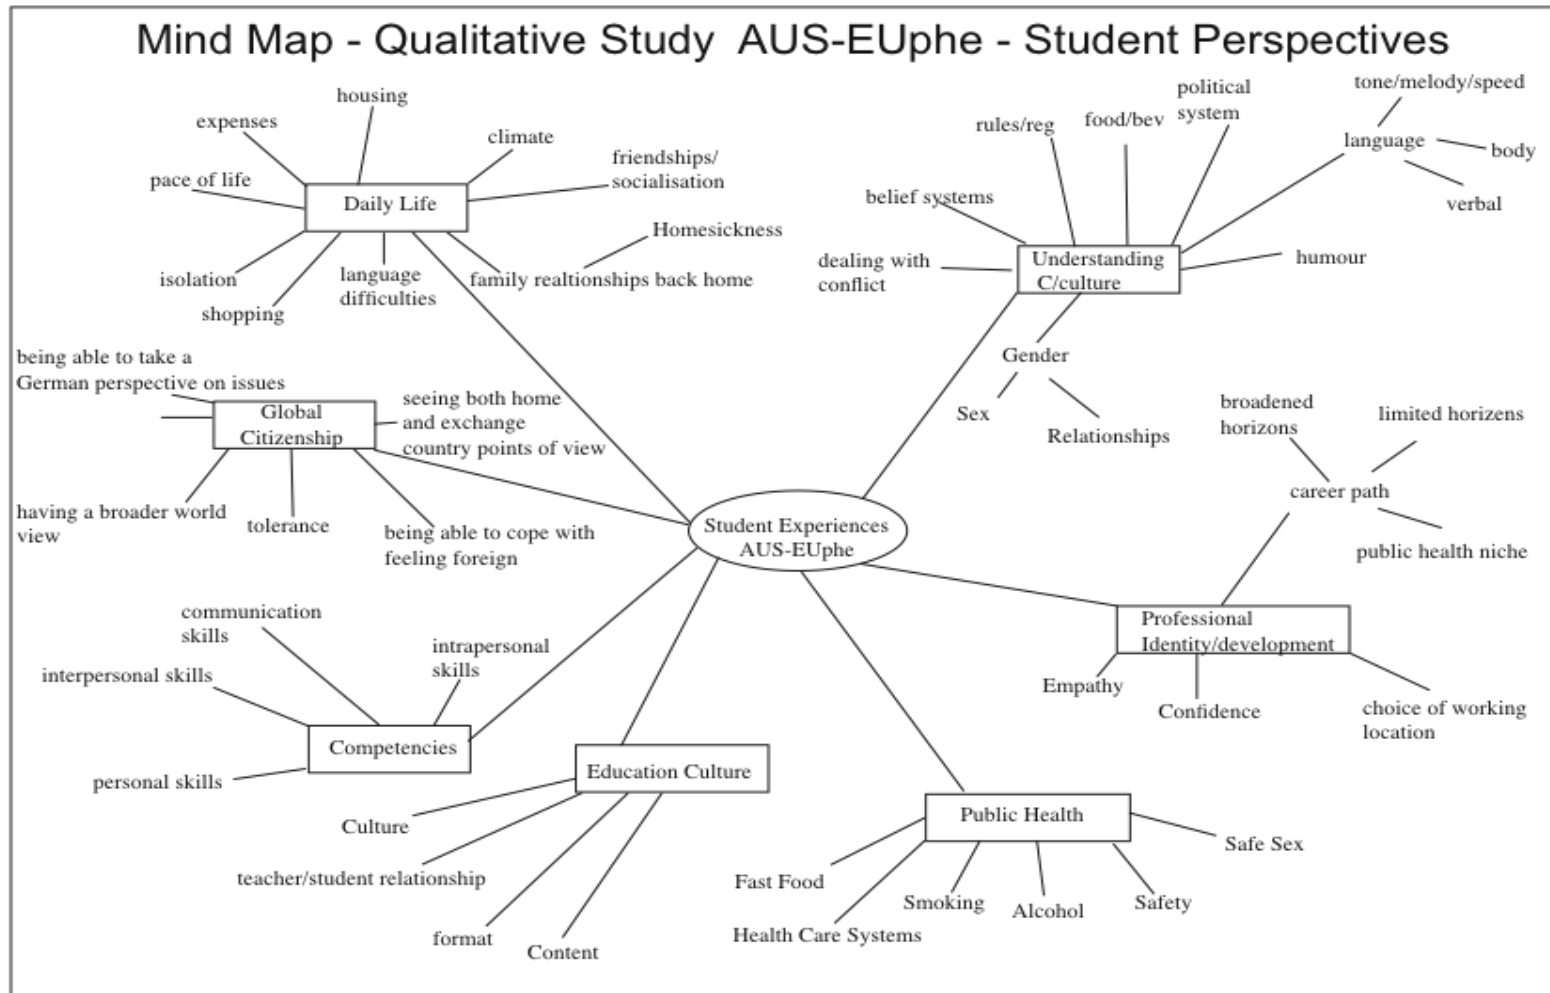 Mind Map - Qualitative Study  AUS-EUphe - Student Perspectives
housing
expenses
climate
pace of life
friendships/
socialisation
Daily Life
Homesickness
isolation
language
difficulties
family realtionships back home
shopping
tone/melody/speed
political
system
rules/reg
food/bev
language
body
belief systems
verbal
dealing with
conflict
Understanding
C/culture
humour
Gender
Sex
Relationships
being able to take a
German perspective on issues
Global
Citizenship
seeing both home
and exchange
country points of view
having a broader world
view
tolerance
being able to cope with
feeling foreign
Student Experiences
AUS-EUphe
broadened
horizons
limited horizens
career path
public health niche
Professional
Identity/development
Empathy
Confidence
choice of working
location
communication
skills
intrapersonal
skills
interpersonal skills
Competencies
personal skills
Education Culture
Culture
teacher/student relationship
format
Content
Public Health
Safe Sex
Fast Food
Smoking
Alcohol
Safety
Health Care Systems